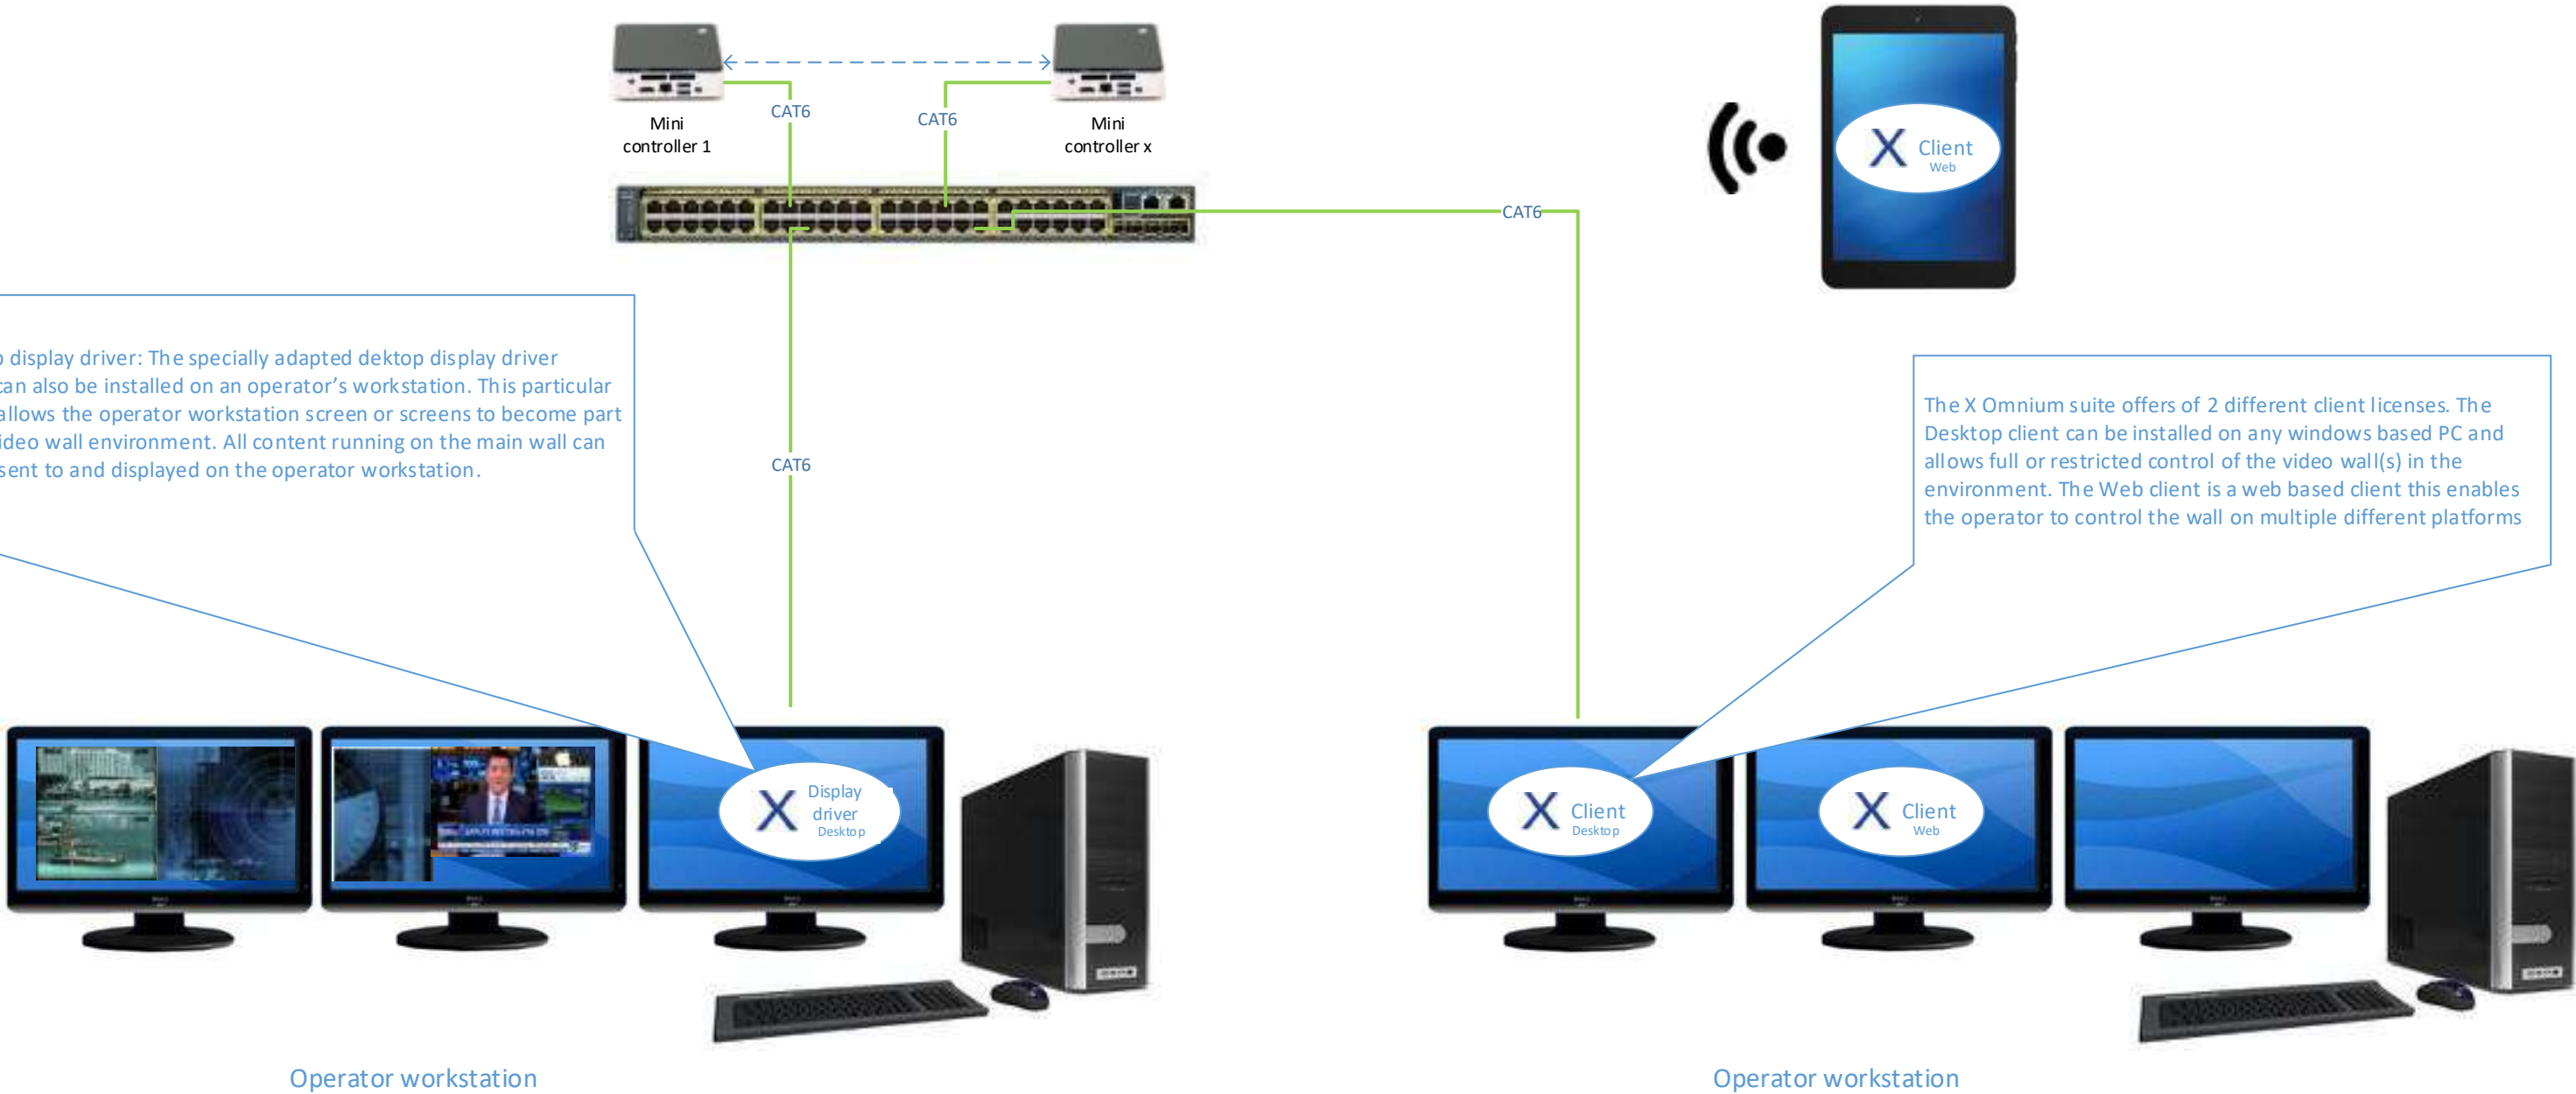 Mini
controller 1
CAT6
CAT6
Mini
controller x
X Client
Web
CAT6
display driver: The specially adapted dektop display driver
can also be installed on an operator's workstation. This particular
allows the operator workstation screen or screens to become part
video wall environment. All content running on the main wall can
sent to and displayed on the operator workstation.
The X Omnium suite offers of 2 different client licenses. The
Desktop client can be installed on any windows based PC and
allows full or restricted control of the video wall(s) in the
environment. The Web client is a web based client this enables
the operator to control the wall on multiple different platforms
CAT6
X Display
driver
Desktop
X Client
Desktop
X Client
Web
Operator workstation
Operator workstation